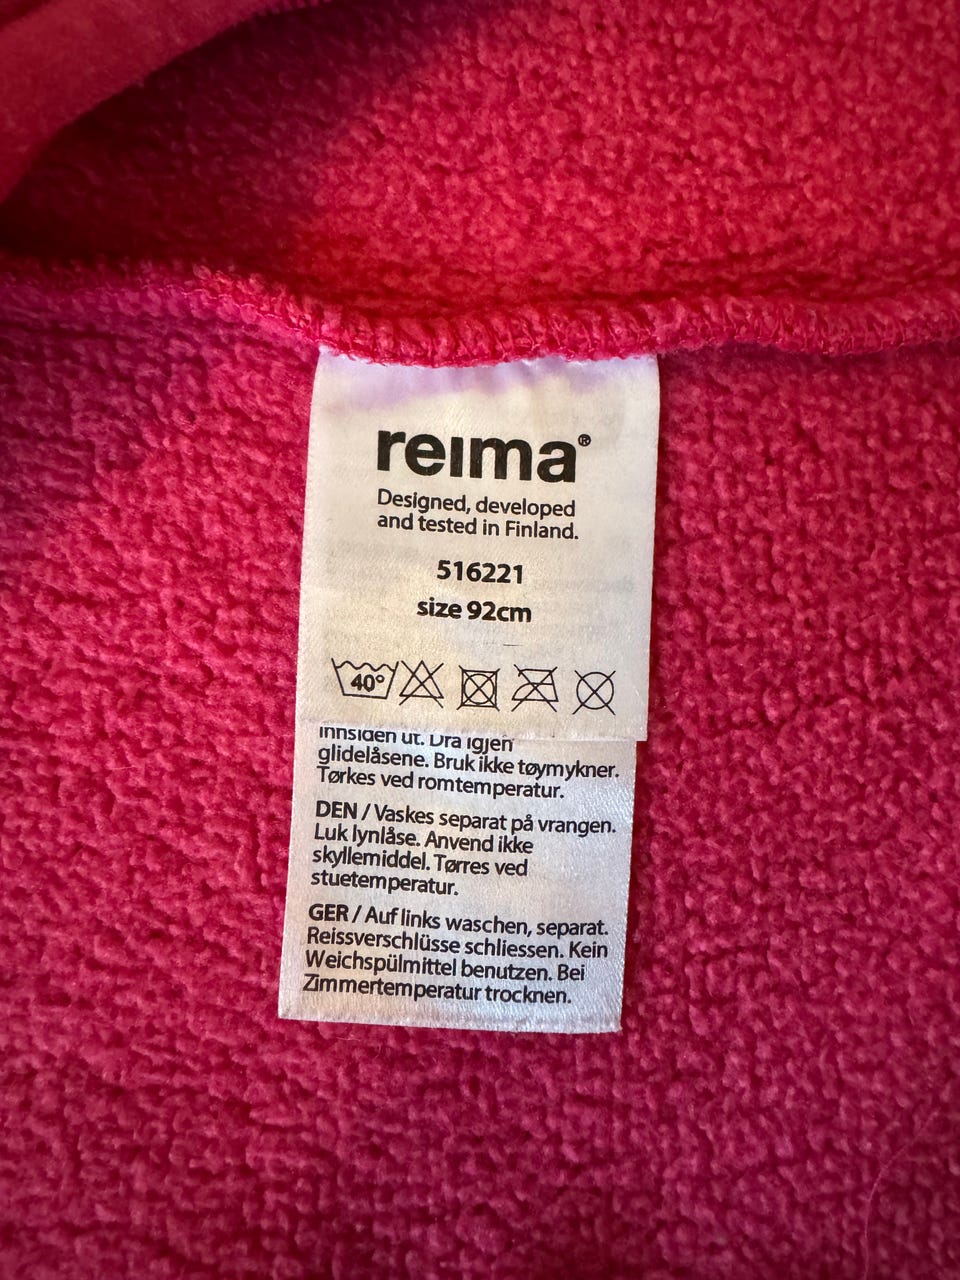 reima®
Designed, developed
and tested in Finland.
516221
size 92cm
40°
innsiden ut. Dra igjen
glidelåsene. Bruk ikke tøymykner.
Tørkes ved romtemperatur.
DEN / Vaskes separat på vrangen.
Luk lynlåse. Anvend ikke
skyllemiddel. Tørres ved
stuetemperatur.
GER / Auf links waschen, separat.
Reissverschlüsse schliessen. Kein
Weichspülmittel benutzen. Bei
Zimmertemperatur trocknen.